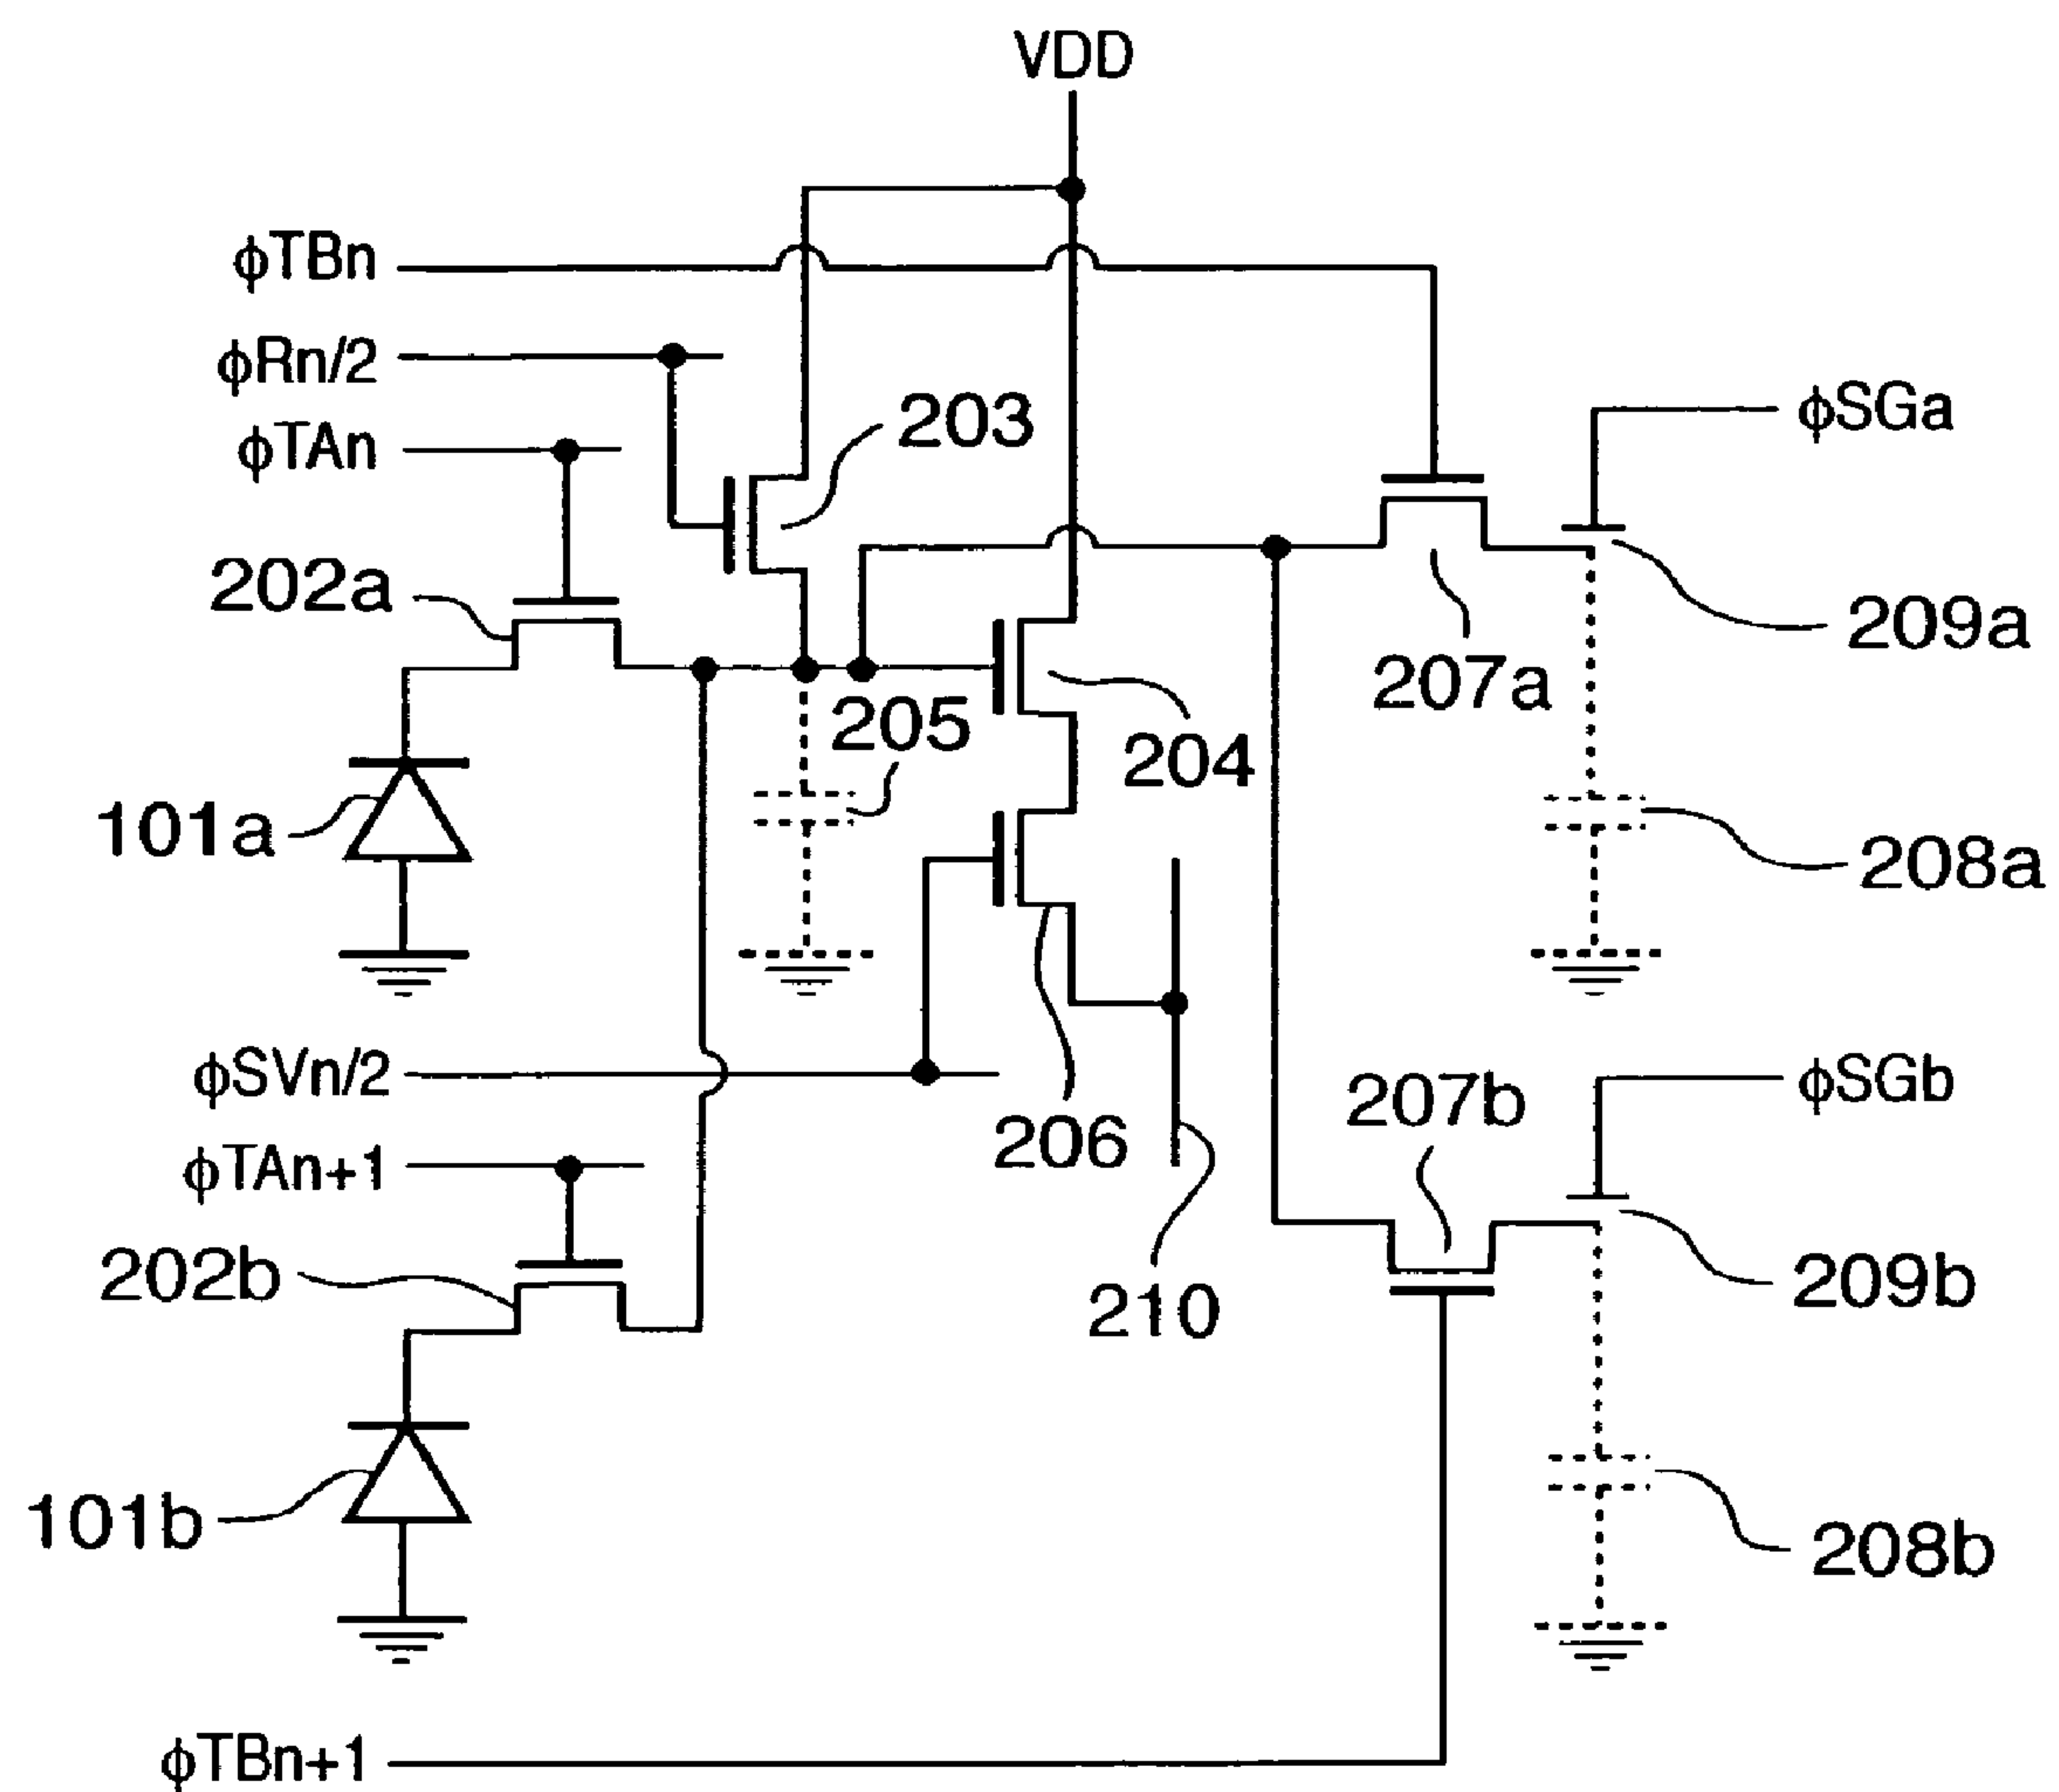 VDD
ϕTBn
ϕRn/2
ϕTAn
203
ϕSGa
202a
209a
207a
205
204
101a
208a
ϕSVn/2
207b
ϕSGb
206
ϕTAn+1
202b
209b
210
101b
208b
ϕTBn+1